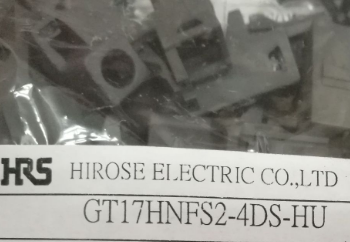 HRS HIROSE ELECTRIC CO.,LTD
GT17HNFS2-4DS-HU